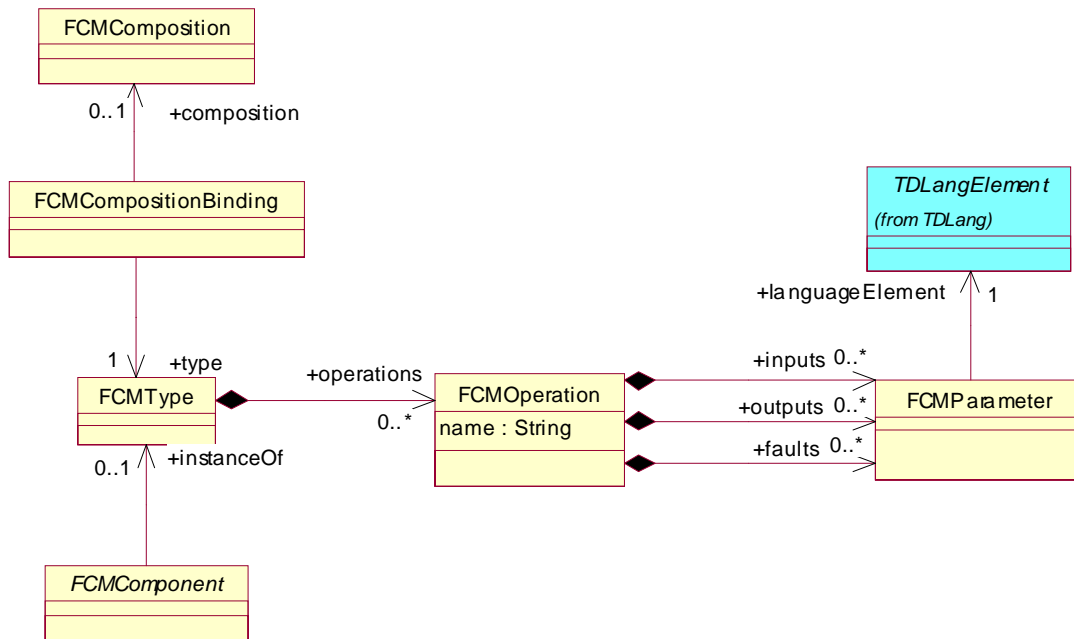 FCMComposition
0..1
+composition
FCMCompositionBinding
TDLangElement
(from TDLang)
+languageElement
1
1
+type
FCMType
+operations
0..*
FCMOperation
name : String
+inputs 0..*
+outputs 0..*
+faults 0..*
FCMParameter
0..1
+instanceOf
FCMComponent